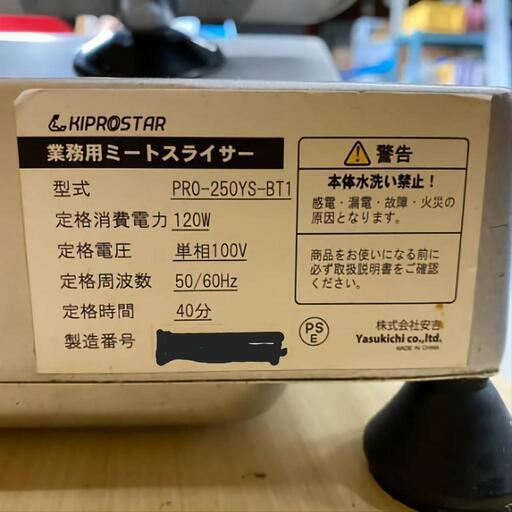 KIPROSTAR
業務用ミートスライサー
型式 PRO-250YS-BT1
定格消費電力 120W
定格電圧 単相100V
定格周波数 50/60Hz
定格時間 40分
製造番号
警告
本体水洗い禁止！
感電・漏電・故障・火災の
原因となります。
商品をお使いになる前に
必ず取扱説明書をご確認
ください。
PS
E
株式会社安吉
Yasukichi co.,ltd.
MADE IN CHINA